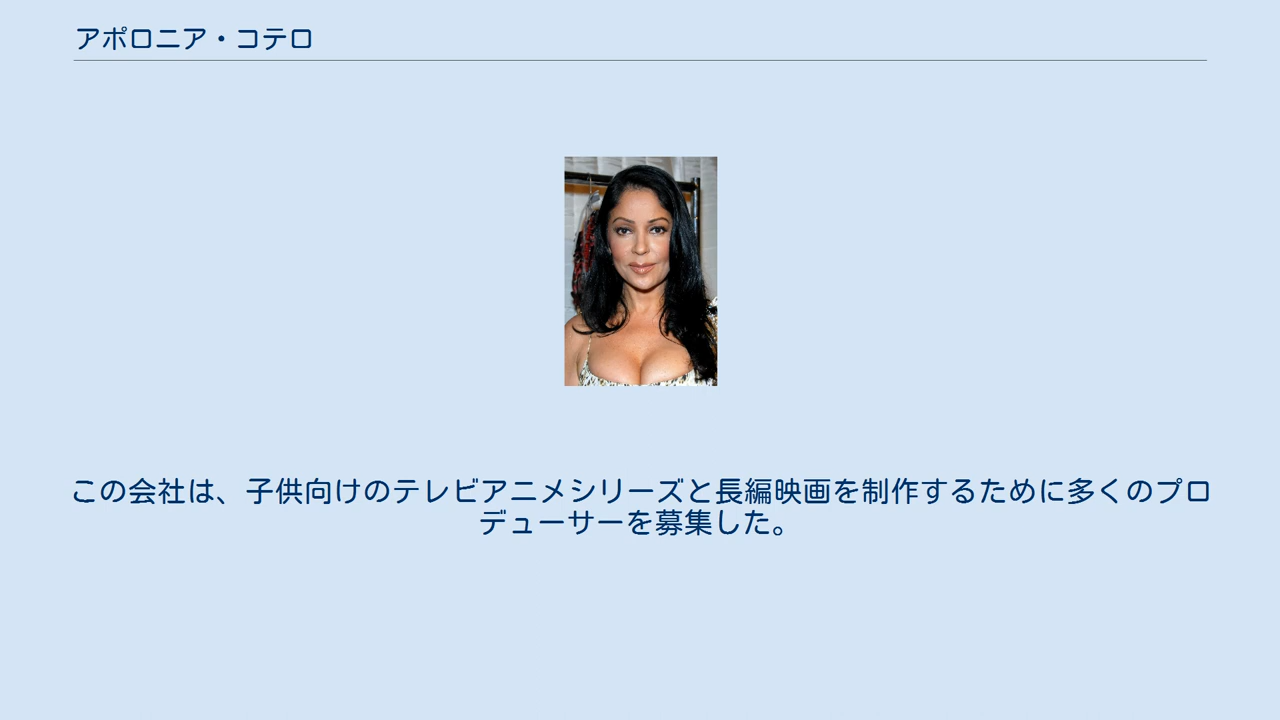 アポロニア・コテロ
この会社は、子供向けのテレビアニメシリーズと長編映画を制作するために多くのプロ
デューサーを募集した。